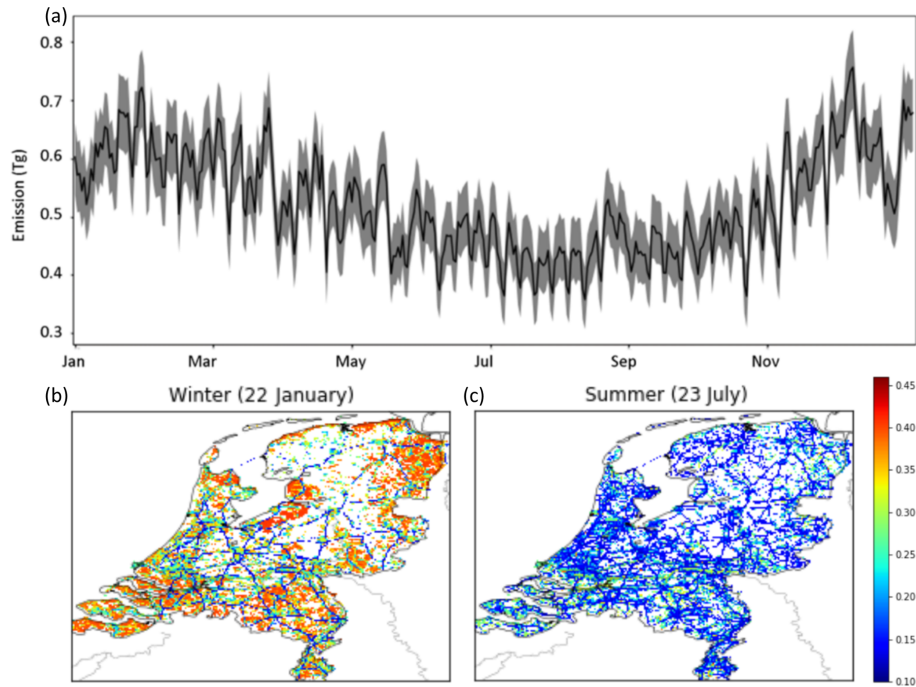 (a)
0.8
0.7
0.6
0.5
0.4
0.3
Emission (Tg)
Jan Mar May Jul Sep Nov
(b) Winter (22 January)
(c) Summer (23 July)
0.45
0.40
0.35
0.30
0.25
0.20
0.15
0.10